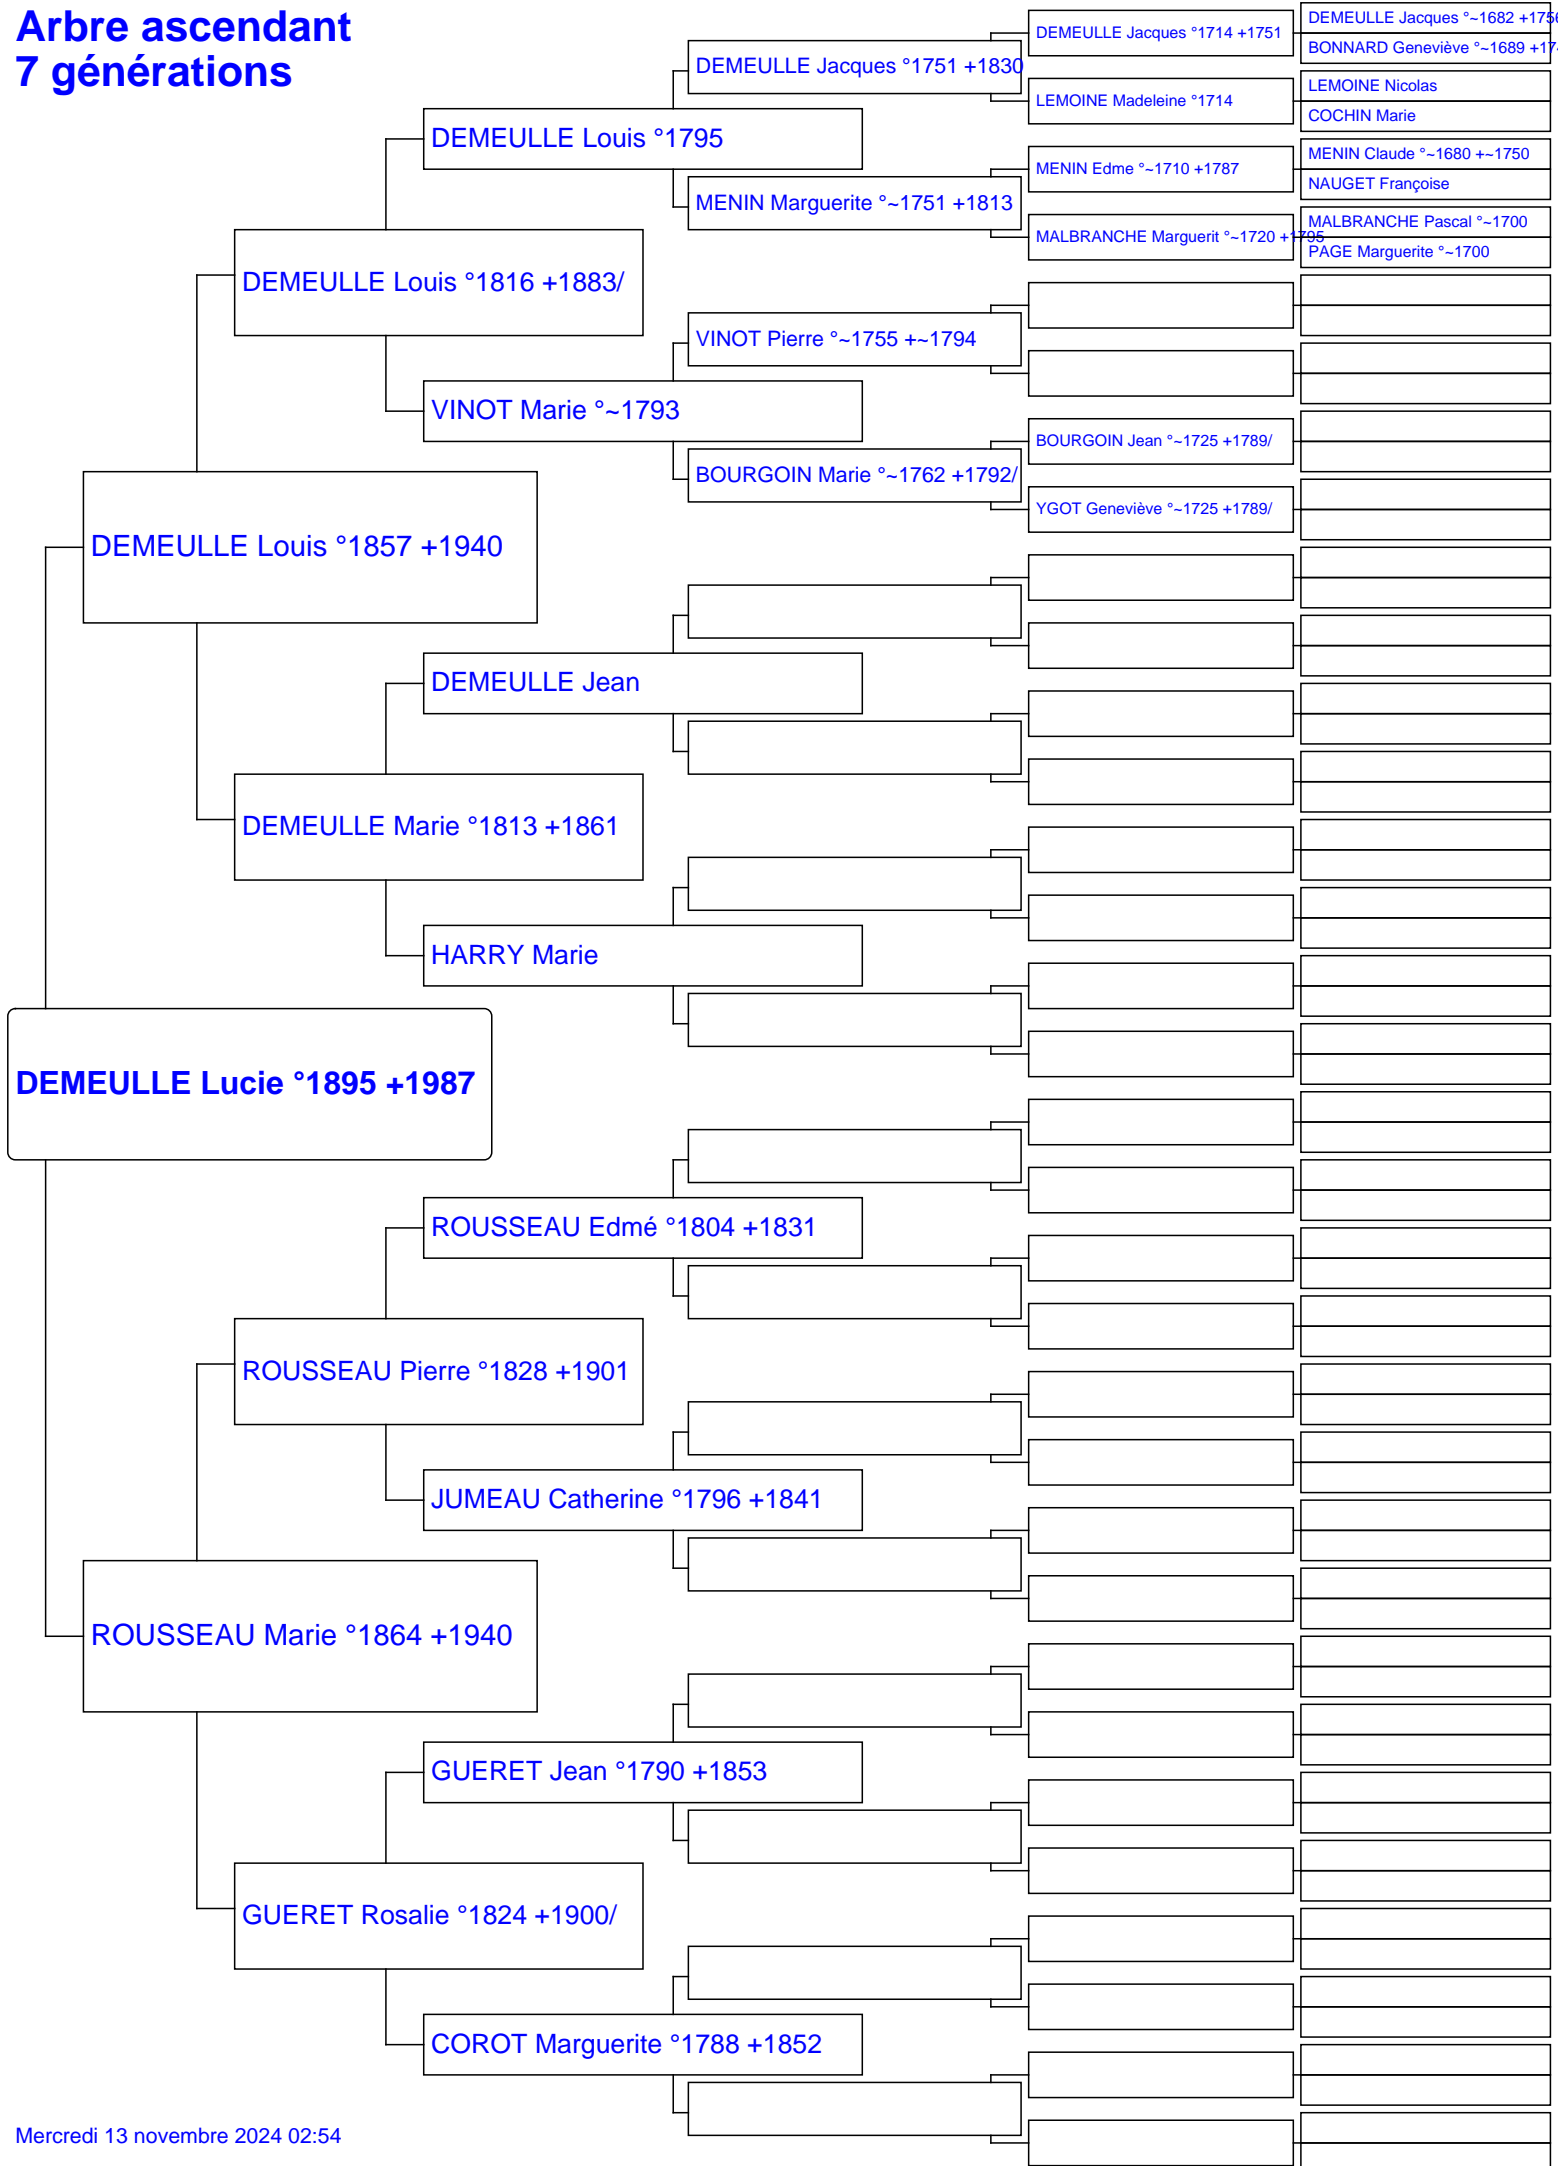 Arbre ascendant
7 générations
DEMEULLE Lucie °1895 +1987
DEMEULLE Louis °1857 +1940
ROUSSEAU Marie °1864 +1940
DEMEULLE Louis °1816 +1883/
DEMEULLE Marie °1813 +1861
ROUSSEAU Pierre °1828 +1901
GUERET Rosalie °1824 +1900/
DEMEULLE Louis °1795
VINOT Marie °~1793
DEMEULLE Jean
HARRY Marie
ROUSSEAU Edmé °1804 +1831
JUMEAU Catherine °1796 +1841
GUERET Jean °1790 +1853
COROT Marguerite °1788 +1852
DEMEULLE Jacques °1751 +1830
MENIN Marguerite °~1751 +1813
VINOT Pierre °~1755 +~1794
BOURGOIN Marie °~1762 +1792/
DEMEULLE Jacques °1714 +1751
LEMOINE Madeleine °1714
MENIN Edme °~1710 +1787
MALBRANCHE Marguerit °~1720 +1795
BOURGOIN Jean °~1725 +1789/
YGOT Geneviève °~1725 +1789/
DEMEULLE Jacques °~1682 +1756
BONNARD Geneviève °~1689
LEMOINE Nicolas
COCHIN Marie
MENIN Claude °~1680 +~1750
NAUGET Françoise
MALBRANCHE Pascal °~1700
PAGE Marguerite °~1700
Mercredi 13 novembre 2024 02:54